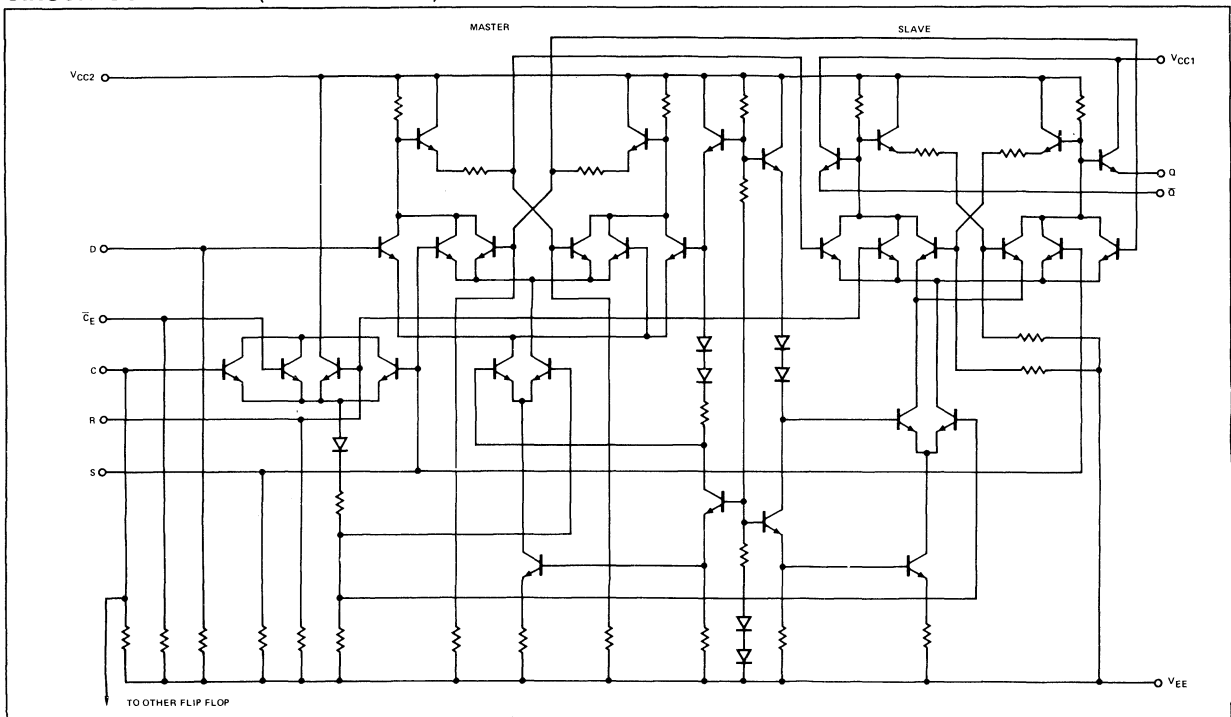 MASTER
SLAVE
VCC2
VCC1
Q
Q̅
D
C̅E
C
R
S
VEE
TO OTHER FLIP FLOP